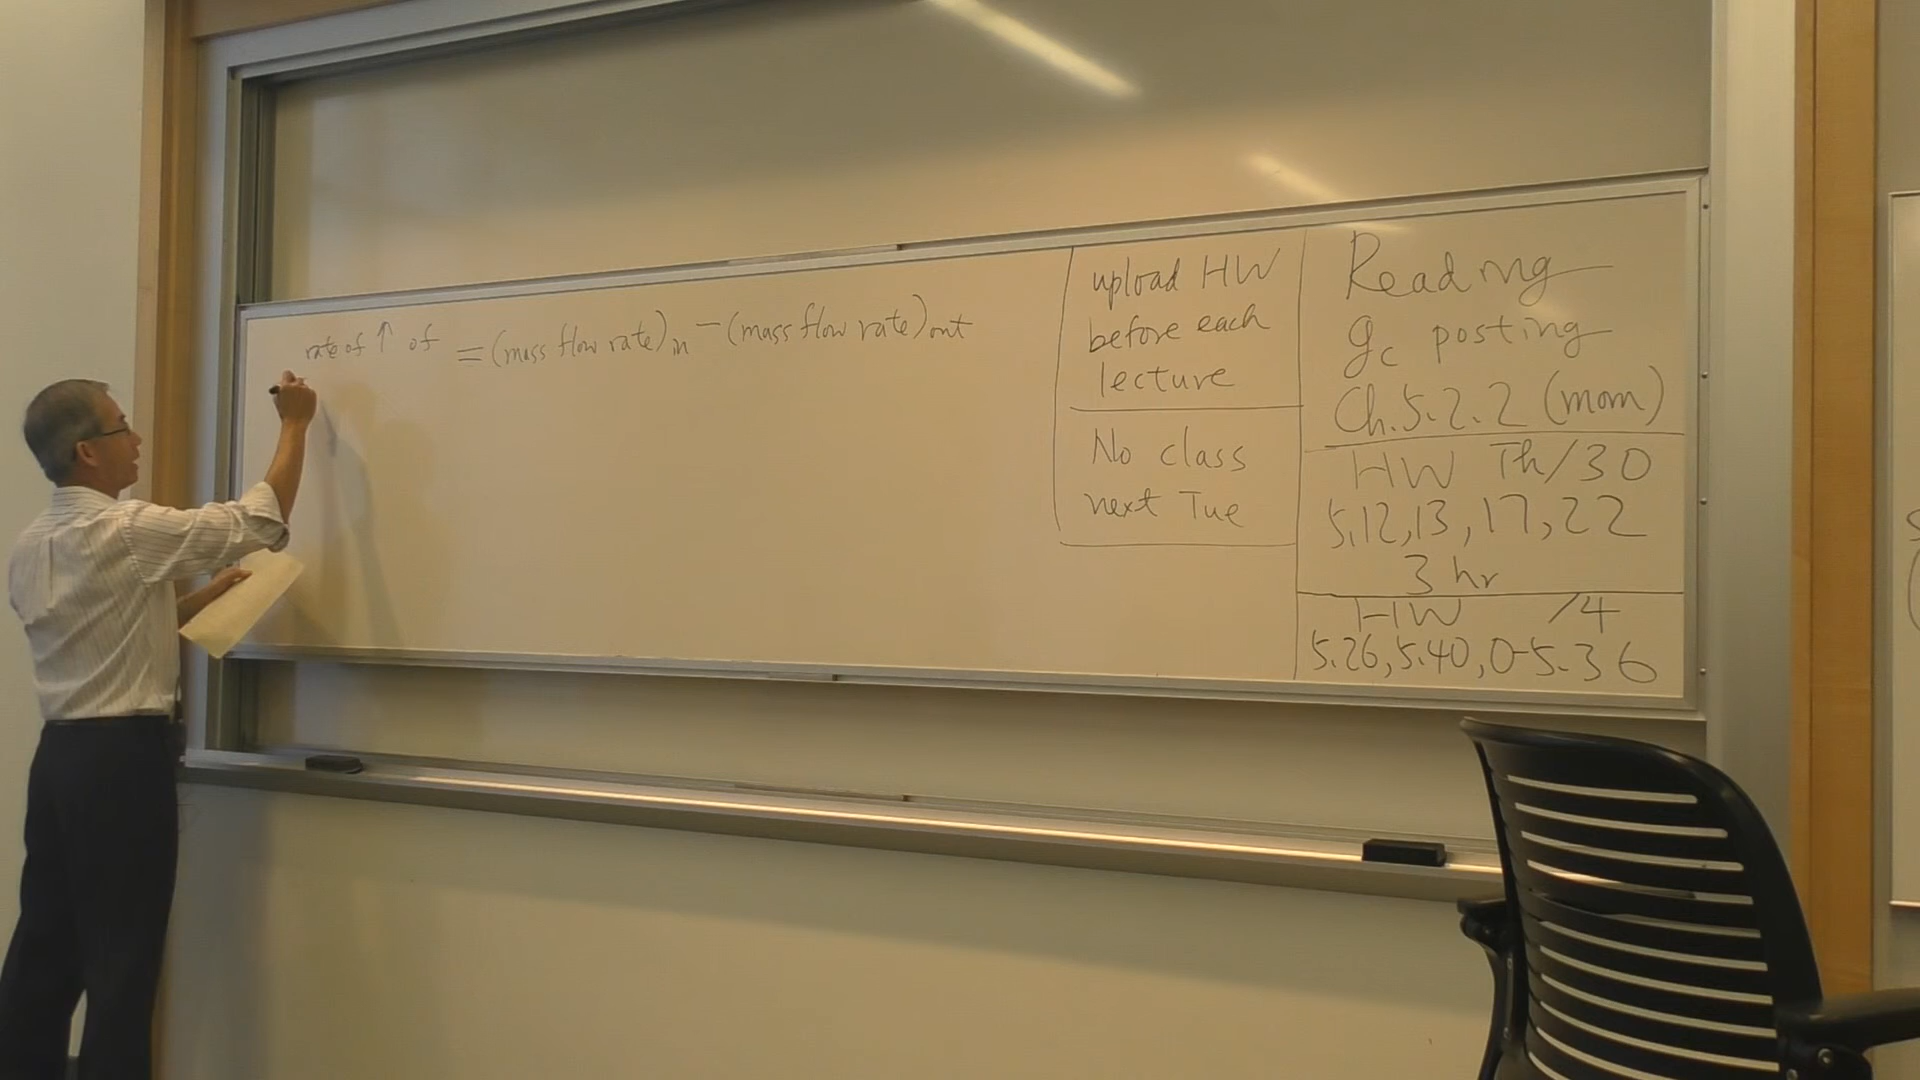 rate of ↑ of = (mass flow rate)in - (mass flow rate)out
upload HW
before each
lecture
No class
next Tue
Reading
gc posting
Ch.5.2.2 (mom)
HW Th/30
5.12,13,17,22
3 hr
HW /4
5.26,5.40,0-5.36